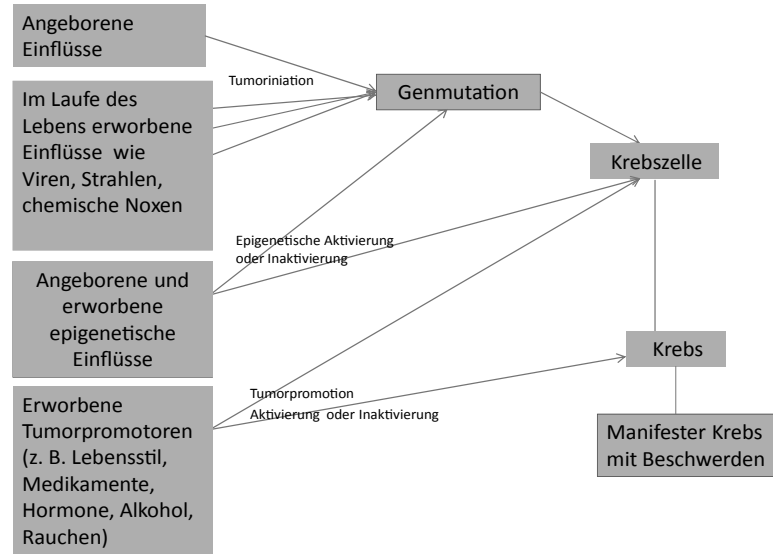 Angeborene
Einflüsse
Tumoriniation
Genmutation
Im Laufe des
Lebens erworbene
Einflüsse wie
Viren, Strahlen,
chemische Noxen
Krebszelle
Epigenetische Aktivierung
oder Inaktivierung
Angeborene und
erworbene
epigenetische
Einflüsse
Krebs
Tumorpromotion
Aktivierung oder Inaktivierung
Erworbene
Tumorpromotoren
(z. B. Lebensstil,
Medikamente,
Hormone, Alkohol,
Rauchen)
Manifester Krebs
mit Beschwerden